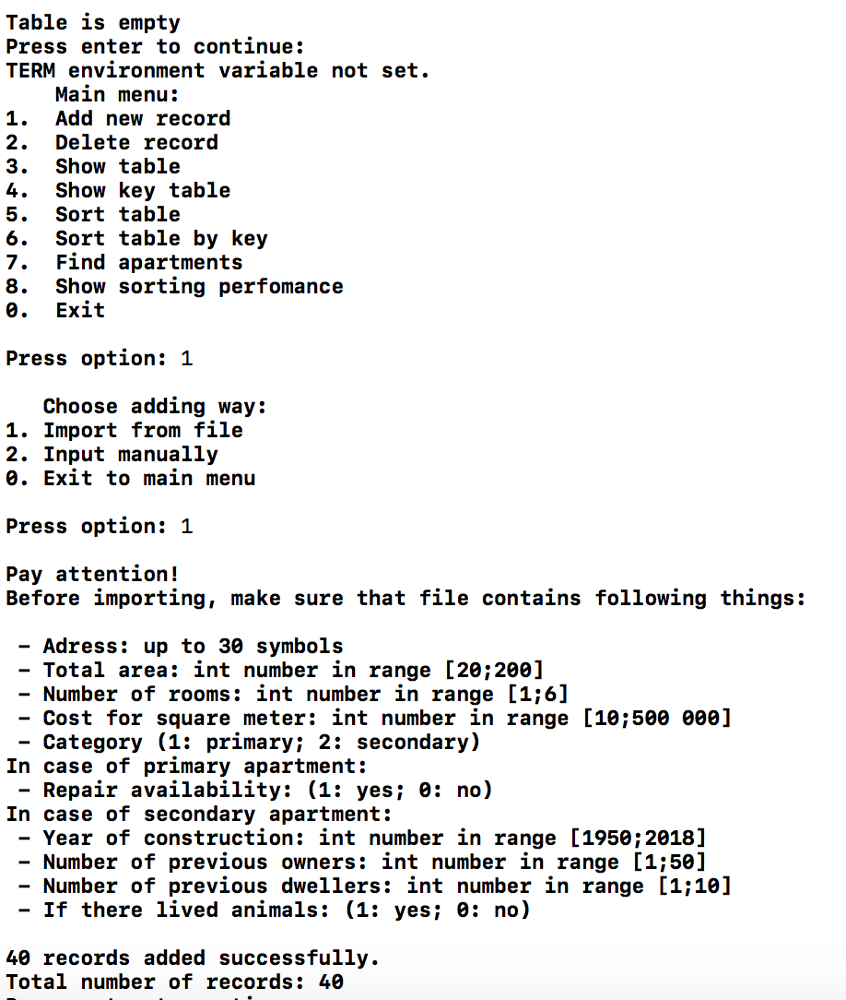 Table is empty
Press enter to continue:
TERM environment variable not set.
Main menu:
1. Add new record
2. Delete record
3. Show table
4. Show key table
5. Sort table
6. Sort table by key
7. Find apartments
8. Show sorting perfomance
0. Exit
Press option: 1
Choose adding way:
1. Import from file
2. Input manually
0. Exit to main menu
Press option: 1
Pay attention!
Before importing, make sure that file contains following things:
- Adress: up to 30 symbols
- Total area: int number in range [20;200]
- Number of rooms: int number in range [1;6]
- Cost for square meter: int number in range [10;500 000]
- Category (1: primary; 2: secondary)
In case of primary apartment:
- Repair availability: (1: yes; 0: no)
In case of secondary apartment:
- Year of construction: int number in range [1950;2018]
- Number of previous owners: int number in range [1;50]
- Number of previous dwellers: int number in range [1;10]
- If there lived animals: (1: yes; 0: no)
40 records added successfully.
Total number of records: 40